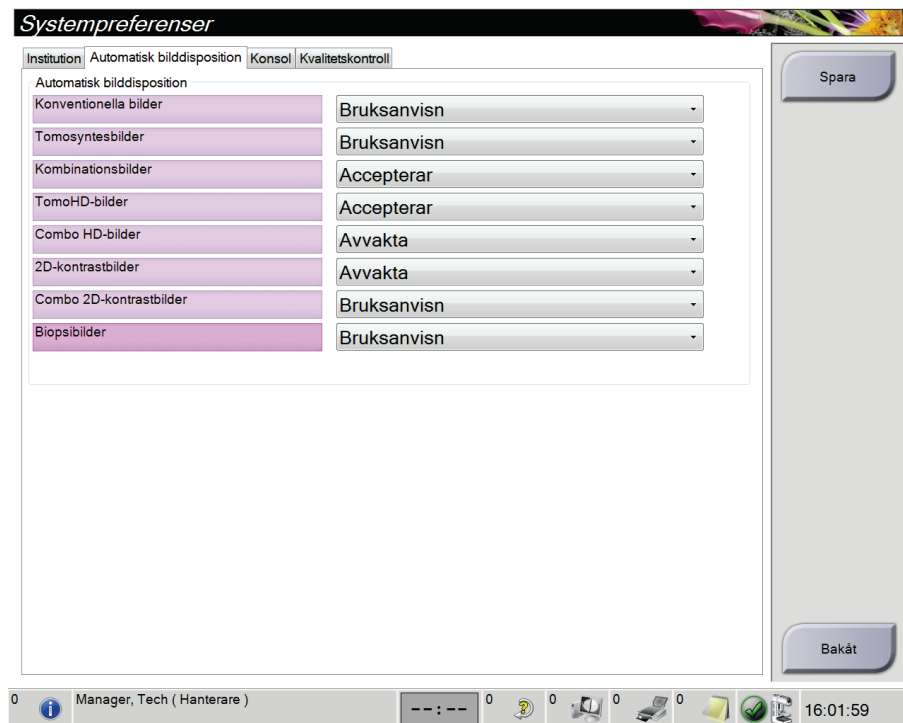 Systempreferenser
Institution Automatisk bilddisposition Konsol Kvalitetskontroll
Automatisk bilddisposition
Konventionella bilder Bruksanvisn
Tomosyntesbilder Bruksanvisn
Kombinationsbilder Accepterar
TomoHD-bilder Accepterar
Combo HD-bilder Avvakta
2D-kontrastbilder Avvakta
Combo 2D-kontrastbilder Bruksanvisn
Biopsibilder Bruksanvisn
Spara
Bakåt
0 Manager, Tech ( Hanterare ) --:-- 0 0 0 0 16:01:59